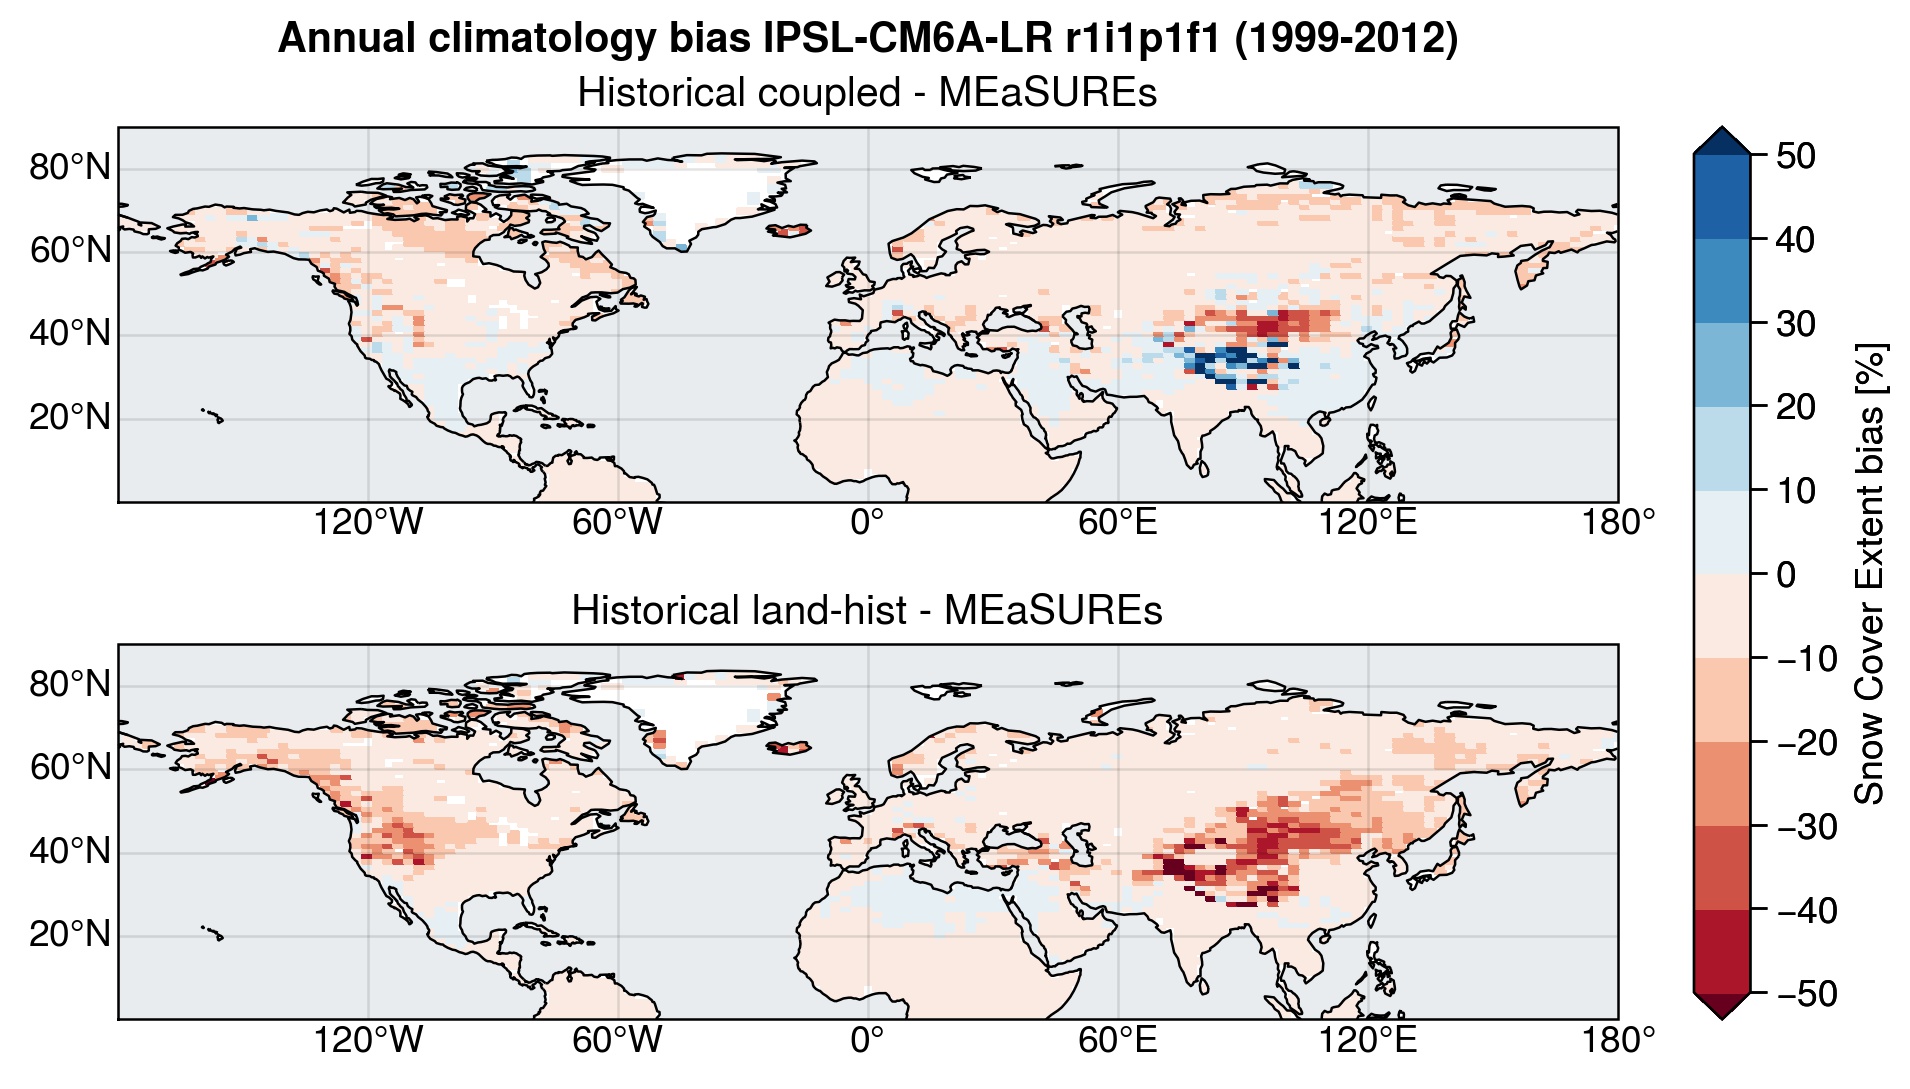 Annual climatology bias IPSL-CM6A-LR r1i1p1f1 (1999-2012)
Historical coupled - MEaSUREs
80°N
60°N
40°N
20°N
120°W 60°W 0° 60°E 120°E 180°
Historical land-hist - MEaSUREs
80°N
60°N
40°N
20°N
120°W 60°W 0° 60°E 120°E 180°
50
40
30
20
10
0
−10
−20
−30
−40
−50
Snow Cover Extent bias [%]